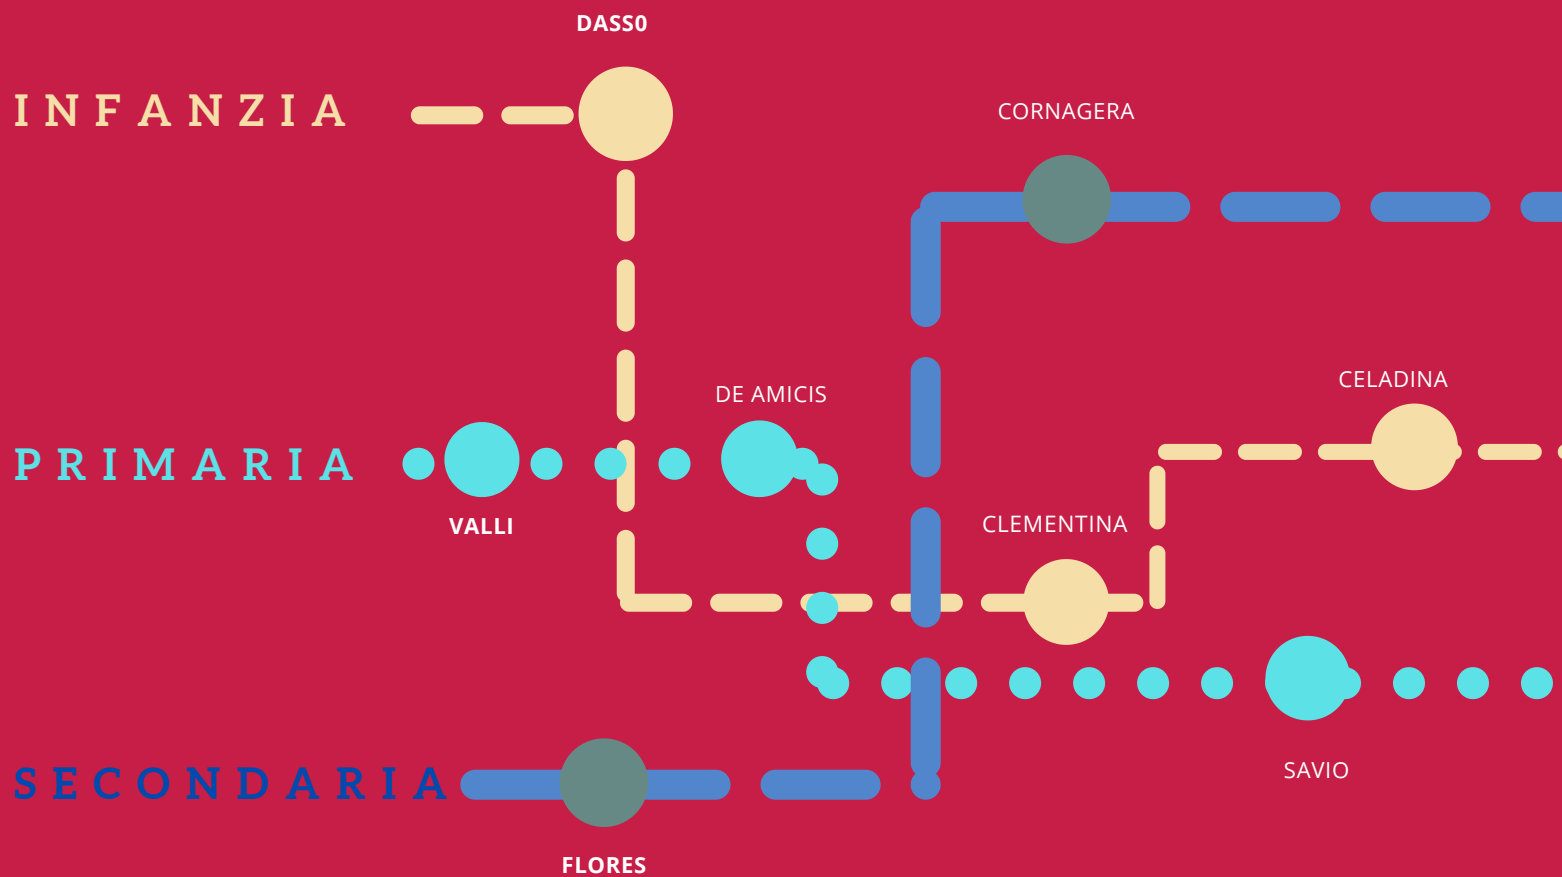 DASS0
INFANZIA
CORNAGERA
CELADINA
DE AMICIS
PRIMARIA
VALLI
CLEMENTINA
SAVIO
SECONDARIA
FLORES